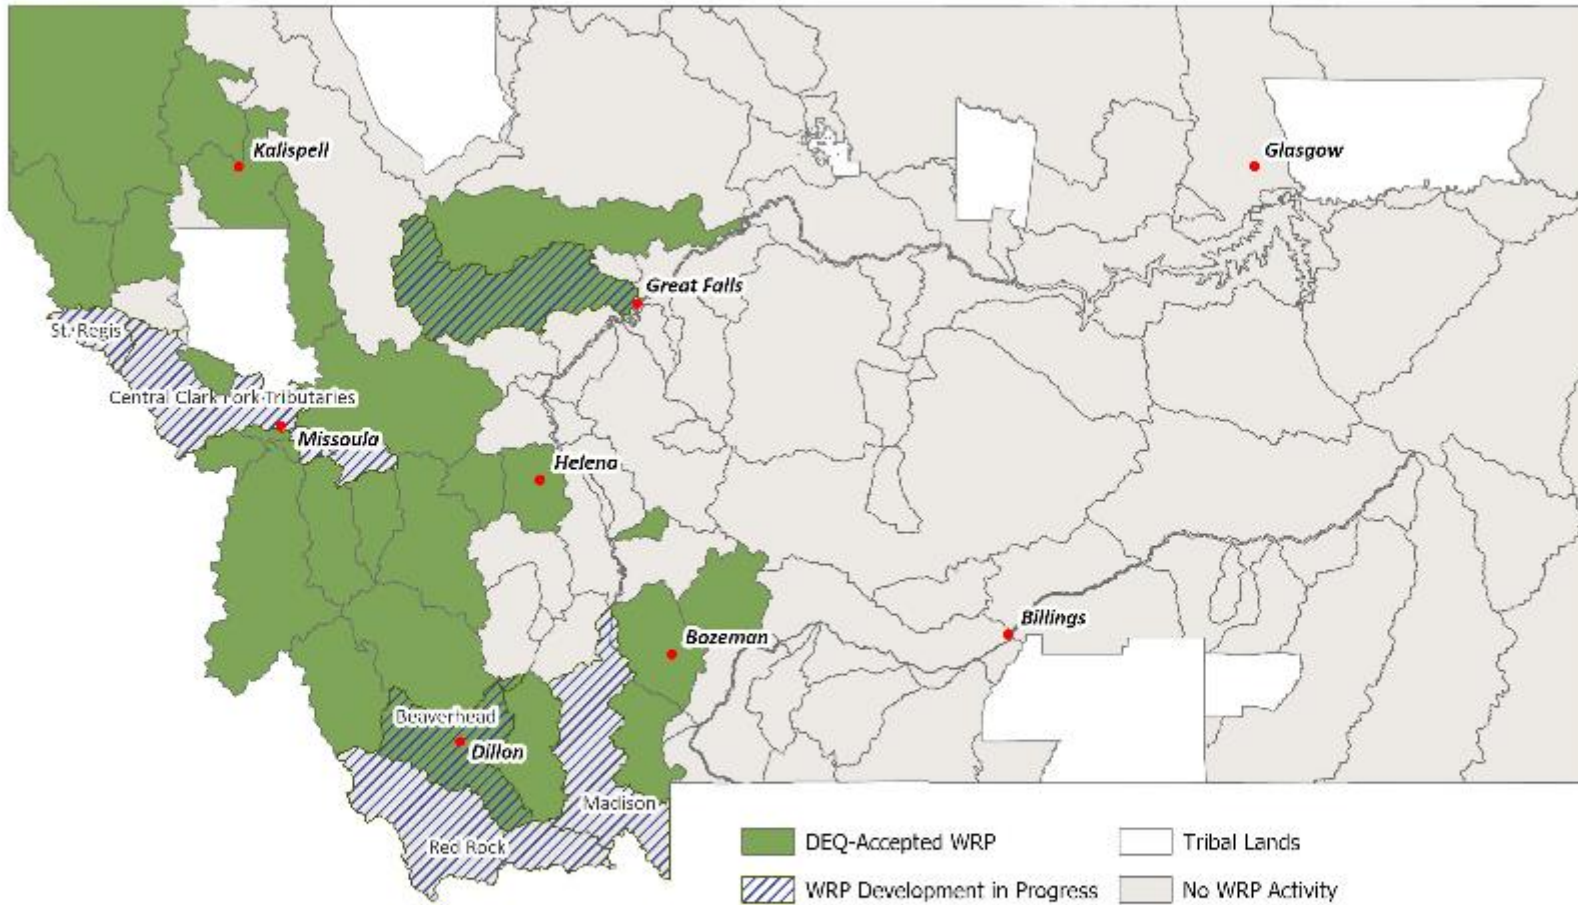 Kalispell
Glasgow
Great Falls
St. Regis
Central Clark Fork Tributaries
Missoula
Helena
Billings
Bozeman
Beaverhead
Dillon
Madison
Red Rock
DEQ-Accepted WRP
Tribal Lands
WRP Development in Progress
No WRP Activity